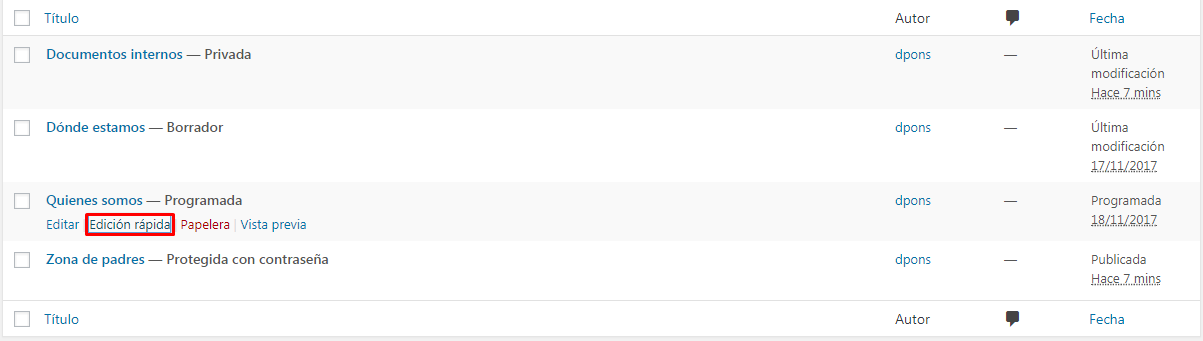 Título Autor Fecha
Documentos internos — Privada dpons — Última
modificación
Hace 7 mins
Dónde estamos — Borrador dpons — Última
modificación
17/11/2017
Quienes somos — Programada dpons — Programada
Editar | Edición rápida | Papelera | Vista previa 18/11/2017
Zona de padres — Protegida con contraseña dpons — Publicada
Hace 7 mins
Título Autor Fecha